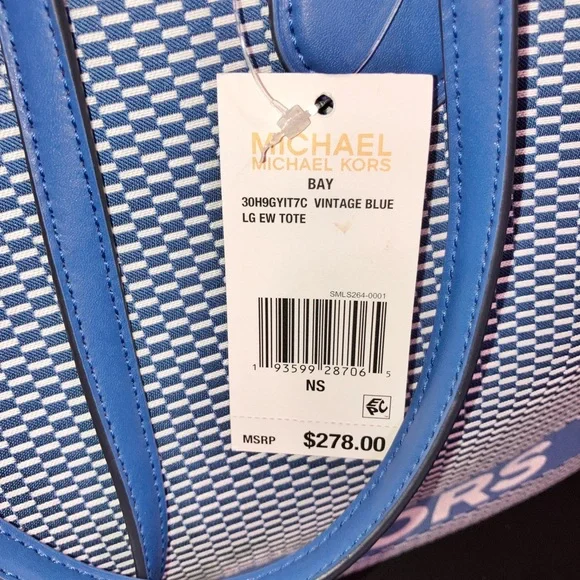 MICHAEL
MICHAEL KORS
BAY
30H9GYIT7C VINTAGE BLUE
LG EW TOTE
SMLS264-0001
1 93599 28706 5
NS
MSRP $278.00
ORS